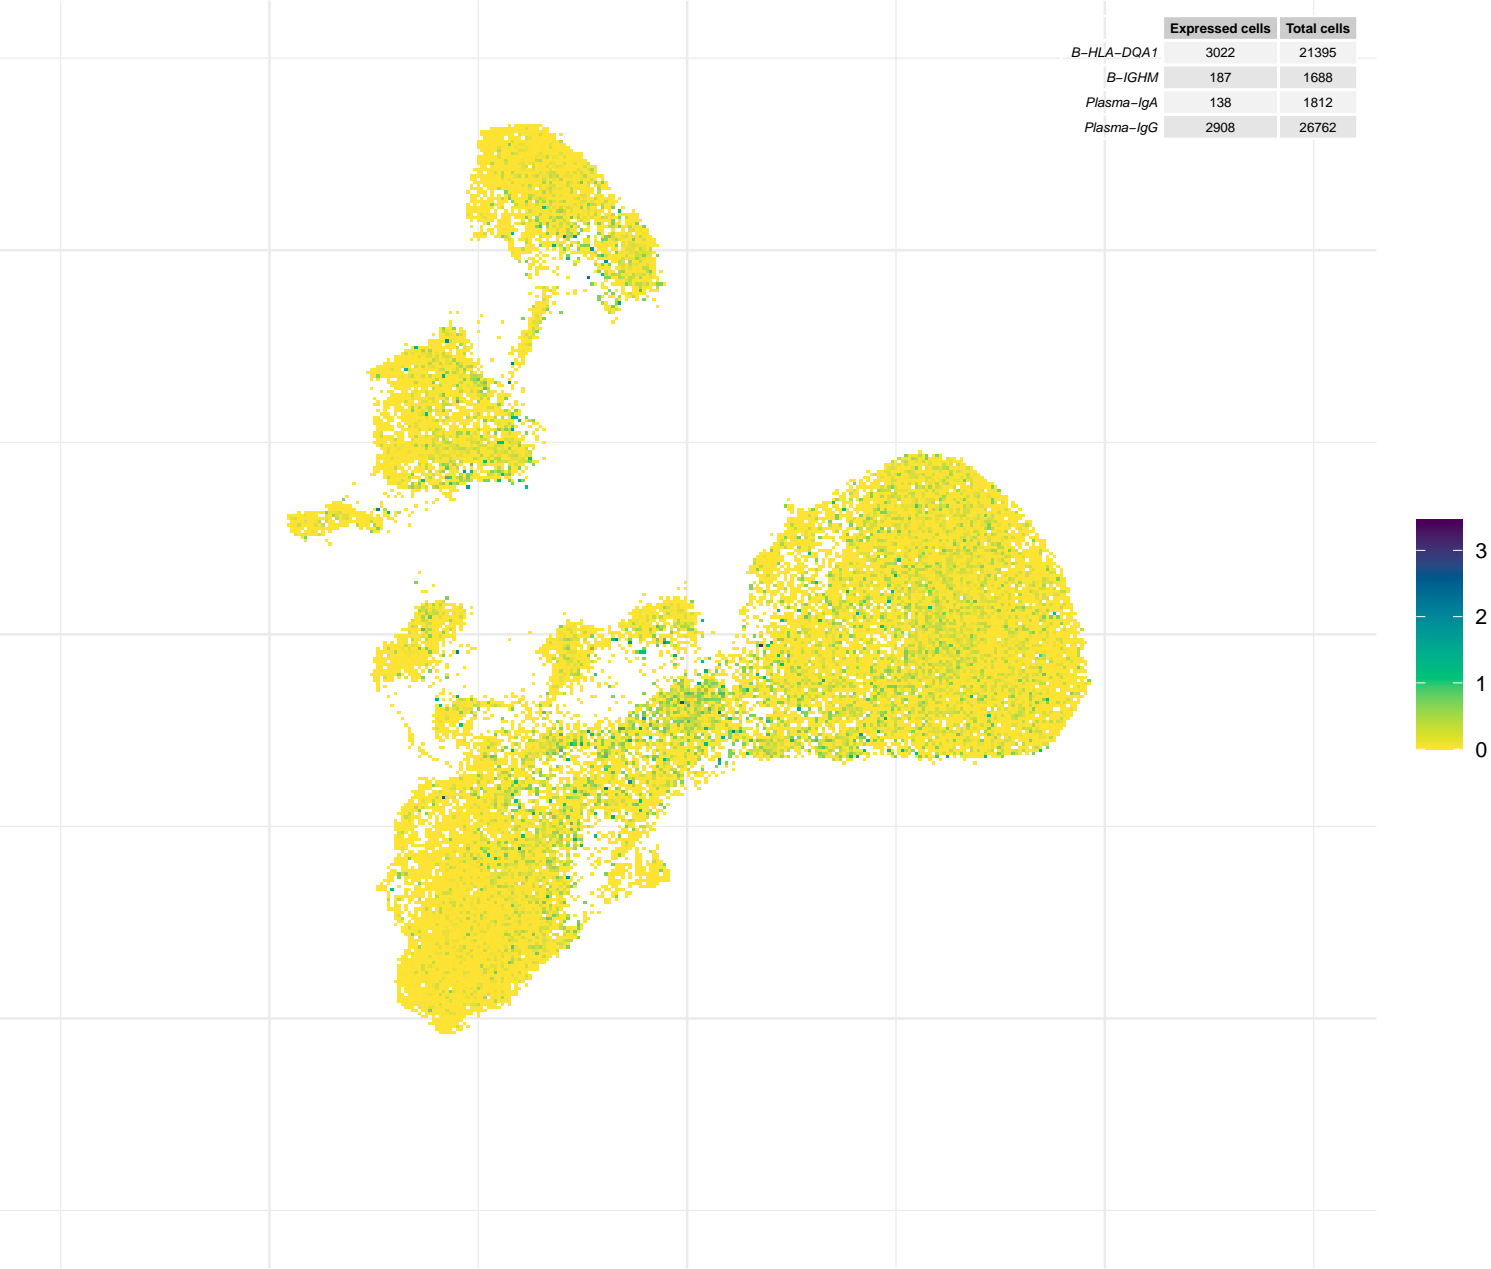 Expressed cells Total cells
B−HLA−DQA1 3022 21395
B−IGHM 187 1688
Plasma−IgA 138 1812
Plasma−IgG 2908 26762
3
2
1
0